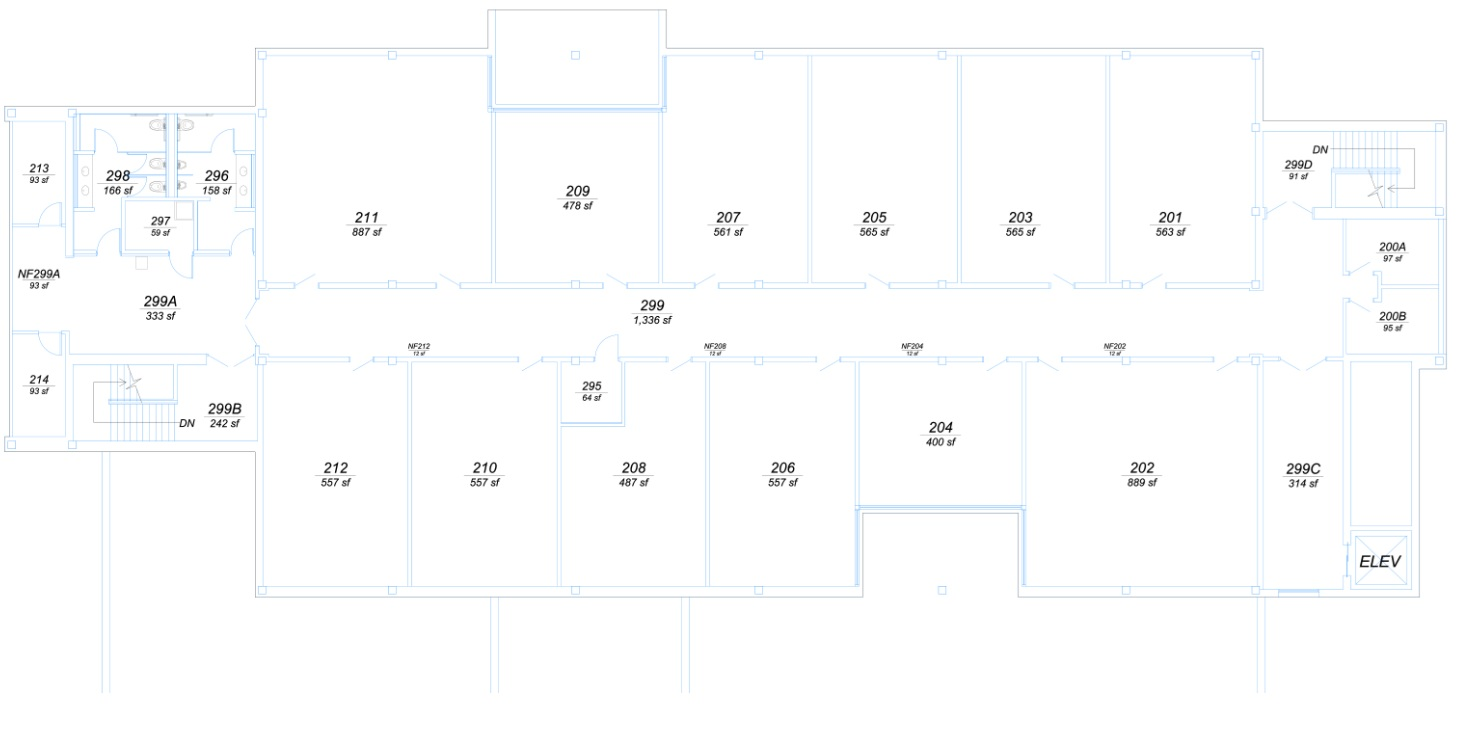 213
93 sf
298
166 sf
296
158 sf
297
59 sf
211
887 sf
209
478 sf
207
561 sf
205
565 sf
203
565 sf
201
563 sf
DN
299D
91 sf
NF299A
93 sf
299A
333 sf
299
1,336 sf
200A
97 sf
200B
95 sf
NF212
12 sf
NF208
12 sf
NF204
12 sf
NF202
12 sf
214
93 sf
299B
242 sf
DN
295
64 sf
212
557 sf
210
557 sf
208
487 sf
206
557 sf
204
400 sf
202
889 sf
299C
314 sf
ELEV